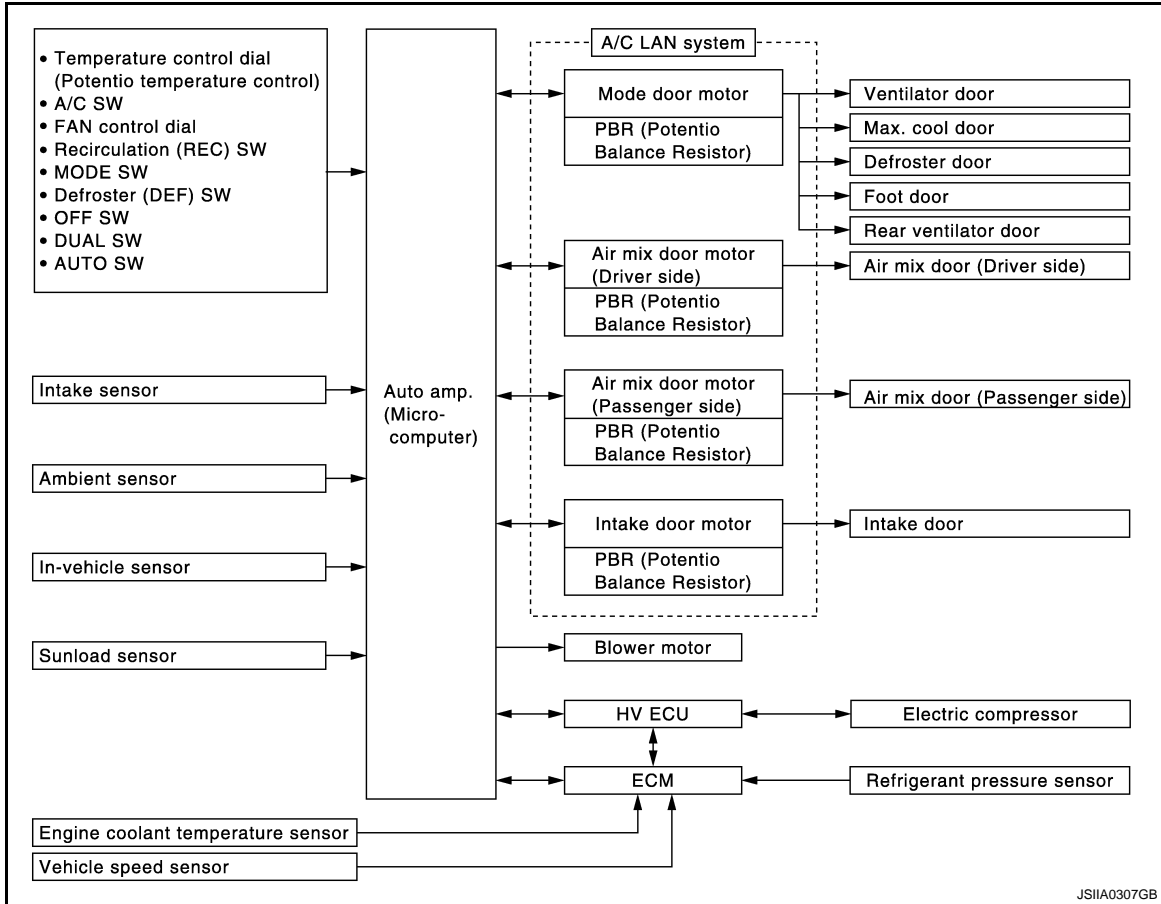 • Temperature control dial
(Potentio temperature control)
• A/C SW
• FAN control dial
• Recirculation (REC) SW
• MODE SW
• Defroster (DEF) SW
• OFF SW
• DUAL SW
• AUTO SW
Intake sensor
Ambient sensor
In-vehicle sensor
Sunload sensor
Engine coolant temperature sensor
Vehicle speed sensor
Auto amp.
(Micro-
computer)
A/C LAN system
Mode door motor
PBR (Potentio
Balance Resistor)
Air mix door motor
(Driver side)
PBR (Potentio
Balance Resistor)
Air mix door motor
(Passenger side)
PBR (Potentio
Balance Resistor)
Intake door motor
PBR (Potentio
Balance Resistor)
Blower motor
HV ECU
ECM
Ventilator door
Max. cool door
Defroster door
Foot door
Rear ventilator door
Air mix door (Driver side)
Air mix door (Passenger side)
Intake door
Electric compressor
Refrigerant pressure sensor
JSIIA0307GB